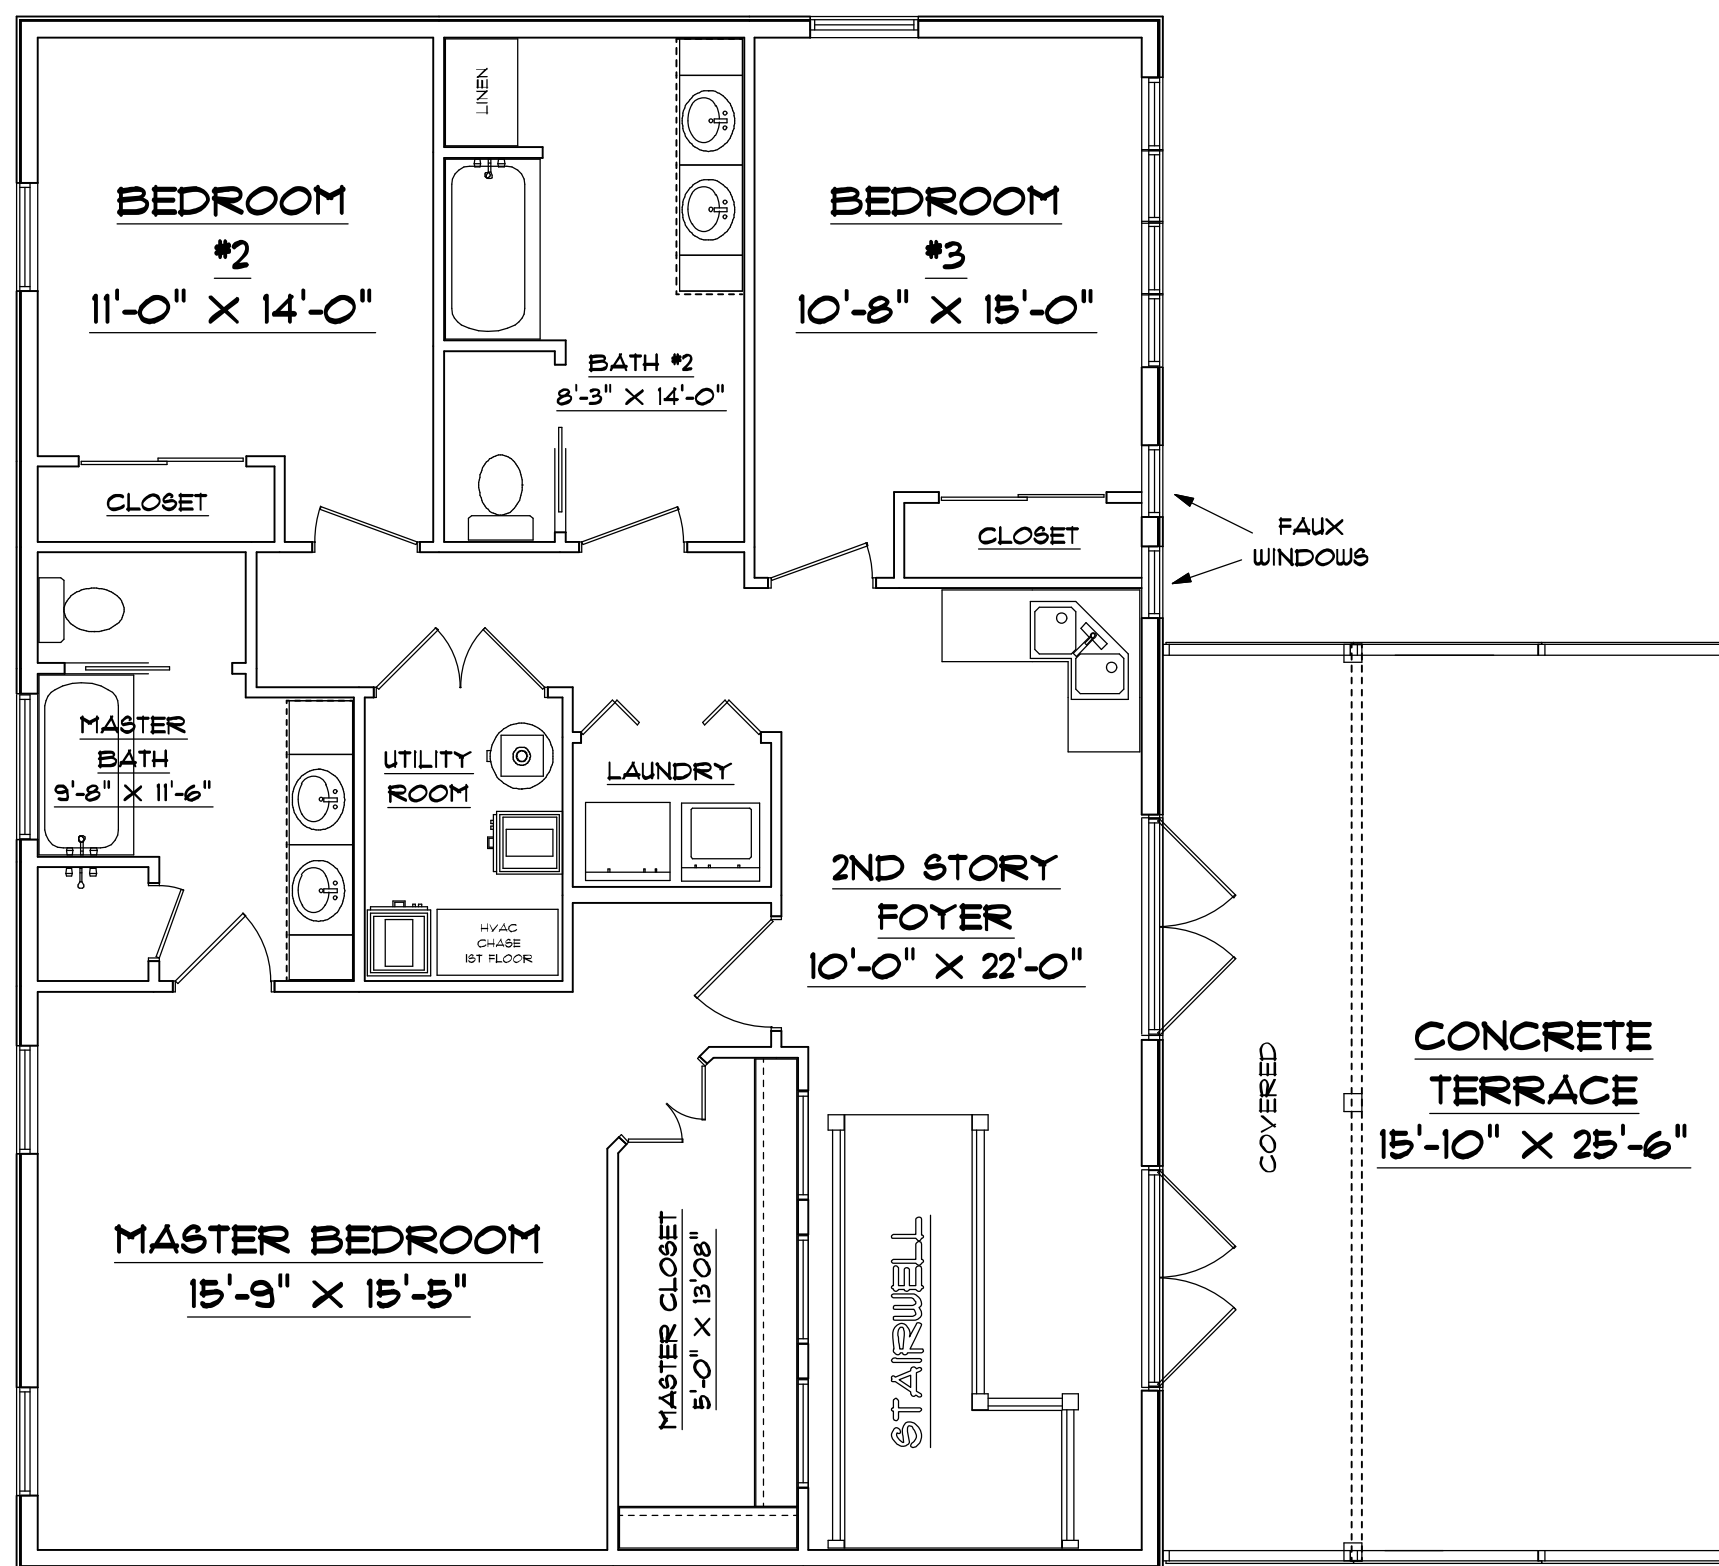 LINEN
BEDROOM
#2
11'-0" X 14'-0"
BEDROOM
#3
10'-8" X 15'-0"
BATH #2
8'-3" X 14'-0"
CLOSET
CLOSET
FAUX
WINDOWS
MASTER
BATH
9'-8" X 11'-6"
UTILITY
ROOM
LAUNDRY
HVAC
CHASE
1ST FLOOR
2ND STORY
FOYER
10'-0" X 22'-0"
COVERED
CONCRETE
TERRACE
15'-10" X 25'-6"
MASTER BEDROOM
15'-9" X 15'-5"
MASTER CLOSET
5'-0" X 13'08"
STAIRWELL